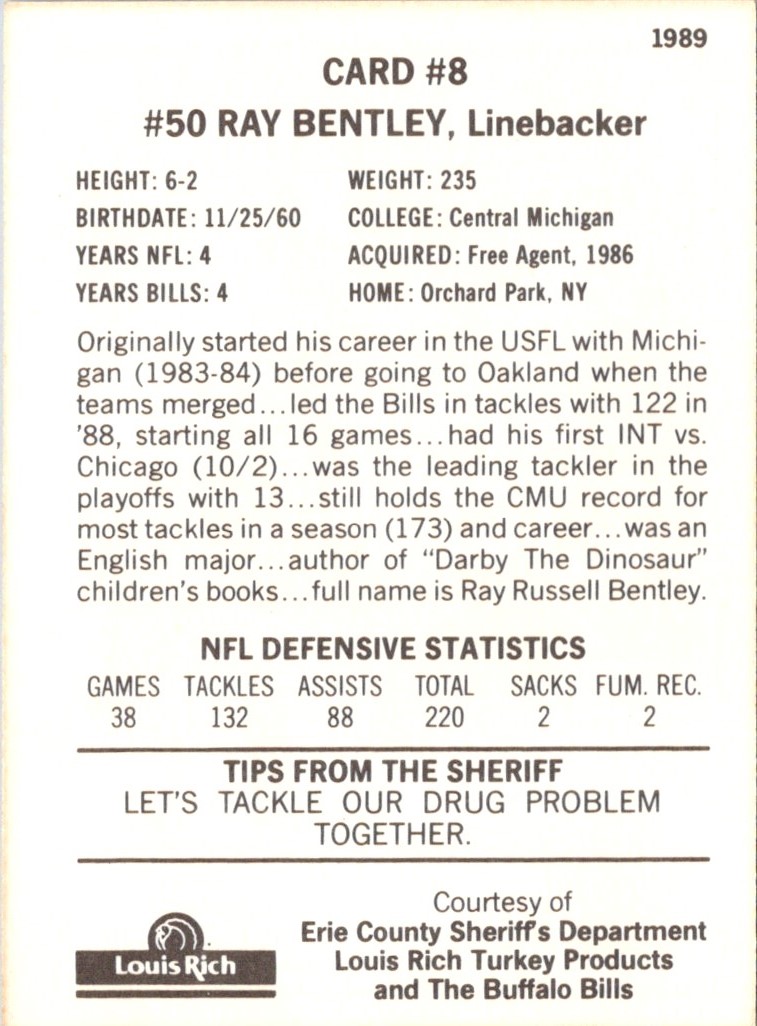 1989
CARD #8
#50 RAY BENTLEY, Linebacker
HEIGHT: 6-2 WEIGHT: 235
BIRTHDATE: 11/25/60 COLLEGE: Central Michigan
YEARS NFL: 4 ACQUIRED: Free Agent, 1986
YEARS BILLS: 4 HOME: Orchard Park, NY
Originally started his career in the USFL with Michi-
gan (1983-84) before going to Oakland when the
teams merged...led the Bills in tackles with 122 in
'88, starting all 16 games...had his first INT vs.
Chicago (10/2)...was the leading tackler in the
playoffs with 13...still holds the CMU record for
most tackles in a season (173) and career...was an
English major...author of "Darby The Dinosaur"
children's books...full name is Ray Russell Bentley.
NFL DEFENSIVE STATISTICS
GAMES TACKLES ASSISTS TOTAL SACKS FUM. REC.
38 132 88 220 2 2
TIPS FROM THE SHERIFF
LET'S TACKLE OUR DRUG PROBLEM
TOGETHER.
Louis Rich
Courtesy of
Erie County Sheriff's Department
Louis Rich Turkey Products
and The Buffalo Bills